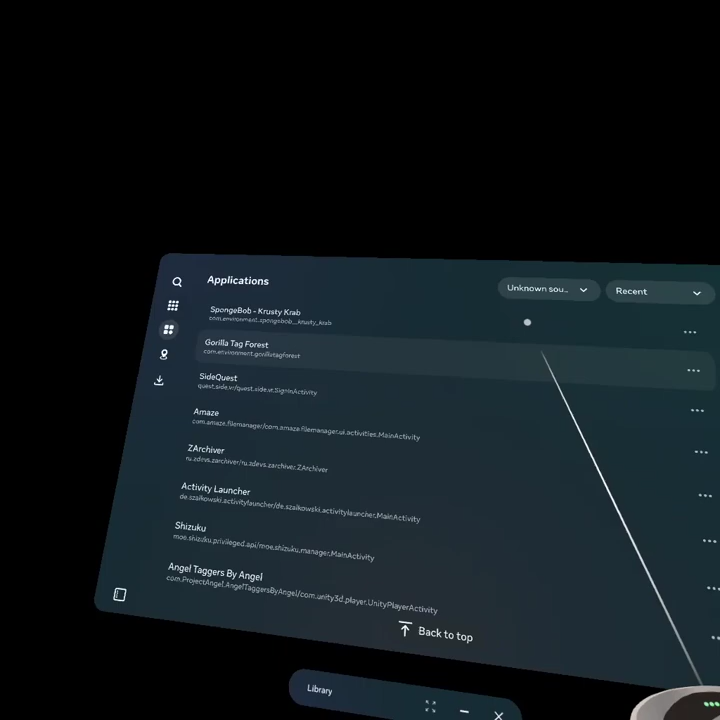 Applications
Unknown sou...
Recent
SpongeBob - Krusty Krab
com.environment.spongebob__krusty_krab
Gorilla Tag Forest
com.environment.gorillatagforest
SideQuest
quest.side.vr/quest.side.vr.SignInActivity
Amaze
com.amaze.filemanager/com.amaze.filemanager.ui.activities.MainActivity
ZArchiver
ru.zdevs.zarchiver/ru.zdevs.zarchiver.ZArchiver
Activity Launcher
de.szalkowski.activitylauncher/de.szalkowski.activitylauncher.MainActivity
Shizuku
moe.shizuku.privileged.api/moe.shizuku.manager.MainActivity
Angel Taggers By Angel
com.ProjectAngel.AngelTaggersByAngel/com.unity3d.player.UnityPlayerActivity
Back to top
Library